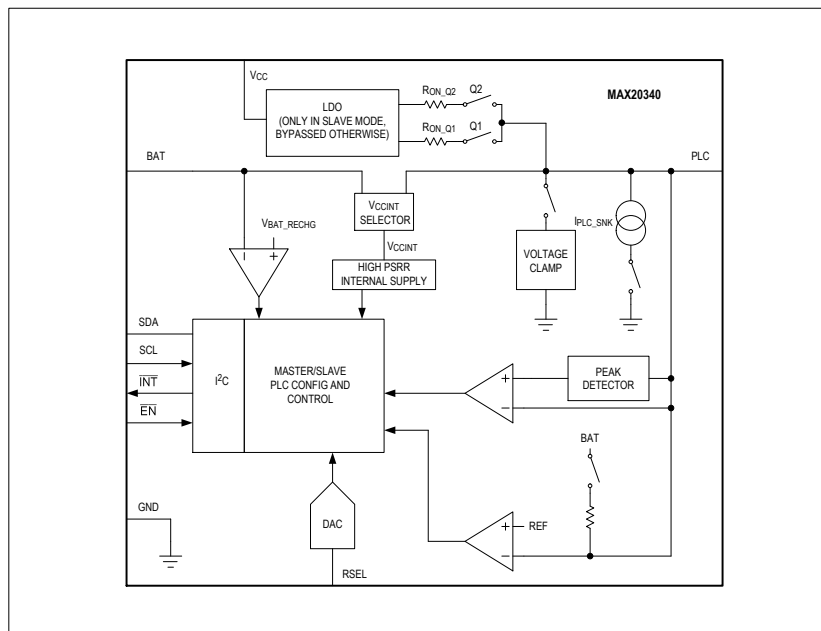 VCC
LDO
(ONLY IN SLAVE MODE,
BYPASSED OTHERWISE)
RON_Q2
Q2
RON_Q1
Q1
MAX20340
BAT
PLC
VCCINT
SELECTOR
VBAT_RECHG
VCCINT
IPLC_SNK
VOLTAGE
CLAMP
HIGH PSRR
INTERNAL SUPPLY
SDA
SCL
INT
EN
I²C
MASTER/SLAVE
PLC CONFIG AND
CONTROL
PEAK
DETECTOR
BAT
GND
DAC
REF
RSEL